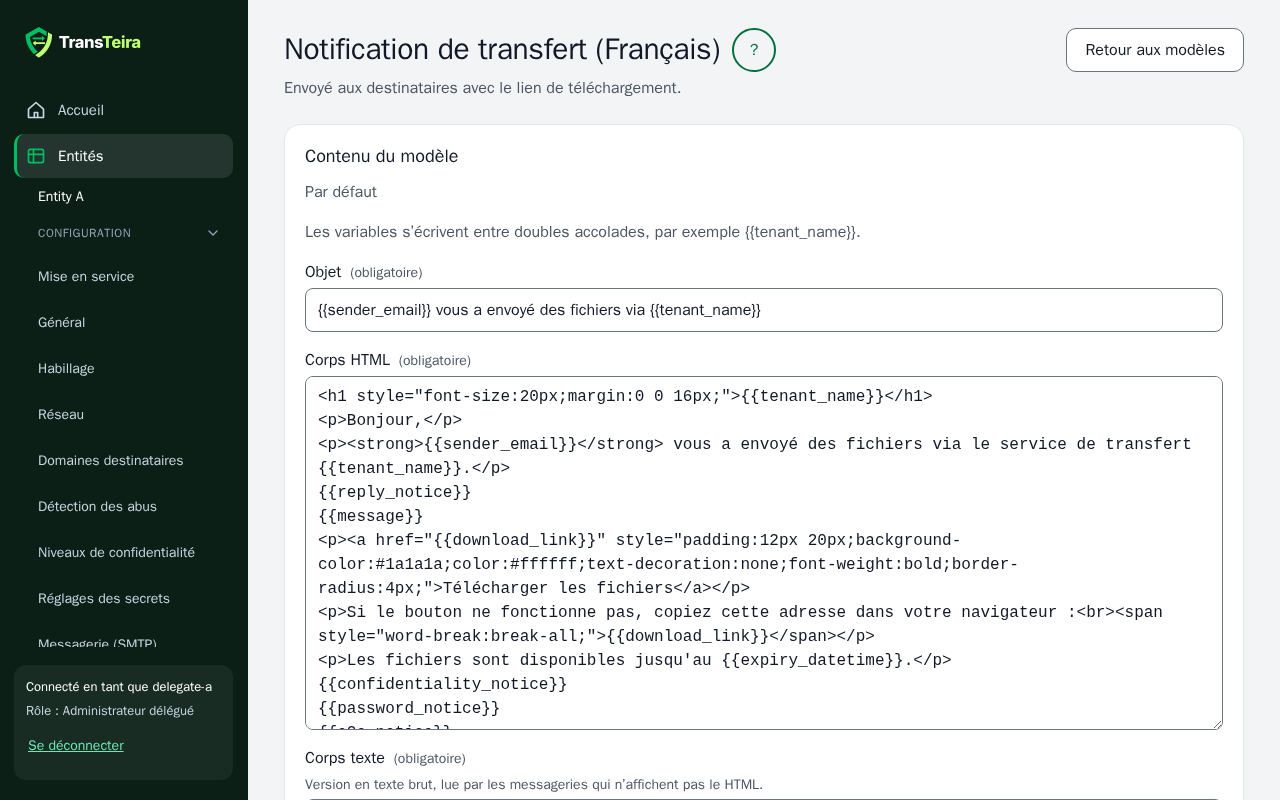 TransTeira
Accueil
Entités
Entity A
CONFIGURATION
Mise en service
Général
Habillage
Réseau
Domaines destinataires
Détection des abus
Niveaux de confidentialité
Réglages des secrets
Messagerie (SMTP)
Connecté en tant que delegate-a
Rôle : Administrateur délégué
Se déconnecter
Notification de transfert (Français) ?
Retour aux modèles
Envoyé aux destinataires avec le lien de téléchargement.
Contenu du modèle
Par défaut
Les variables s'écrivent entre doubles accolades, par exemple {{tenant_name}}.
Objet (obligatoire)
{{sender_email}} vous a envoyé des fichiers via {{tenant_name}}
Corps HTML (obligatoire)
<h1 style="font-size:20px;margin:0 0 16px;">{{tenant_name}}</h1>
<p>Bonjour,</p>
<p><strong>{{sender_email}}</strong> vous a envoyé des fichiers via le service de transfert
{{tenant_name}}.</p>
{{reply_notice}}
{{message}}
<p><a href="{{download_link}}" style="padding:12px 20px;background-
color:#1a1a1a;color:#ffffff;text-decoration:none;font-weight:bold;border-
radius:4px;">Télécharger les fichiers</a></p>
<p>Si le bouton ne fonctionne pas, copiez cette adresse dans votre navigateur :<br><span
style="word-break:break-all;">{{download_link}}</span></p>
<p>Les fichiers sont disponibles jusqu'au {{expiry_datetime}}.</p>
{{confidentiality_notice}}
{{password_notice}}
Corps texte (obligatoire)
Version en texte brut, lue par les messageries qui n'affichent pas le HTML.